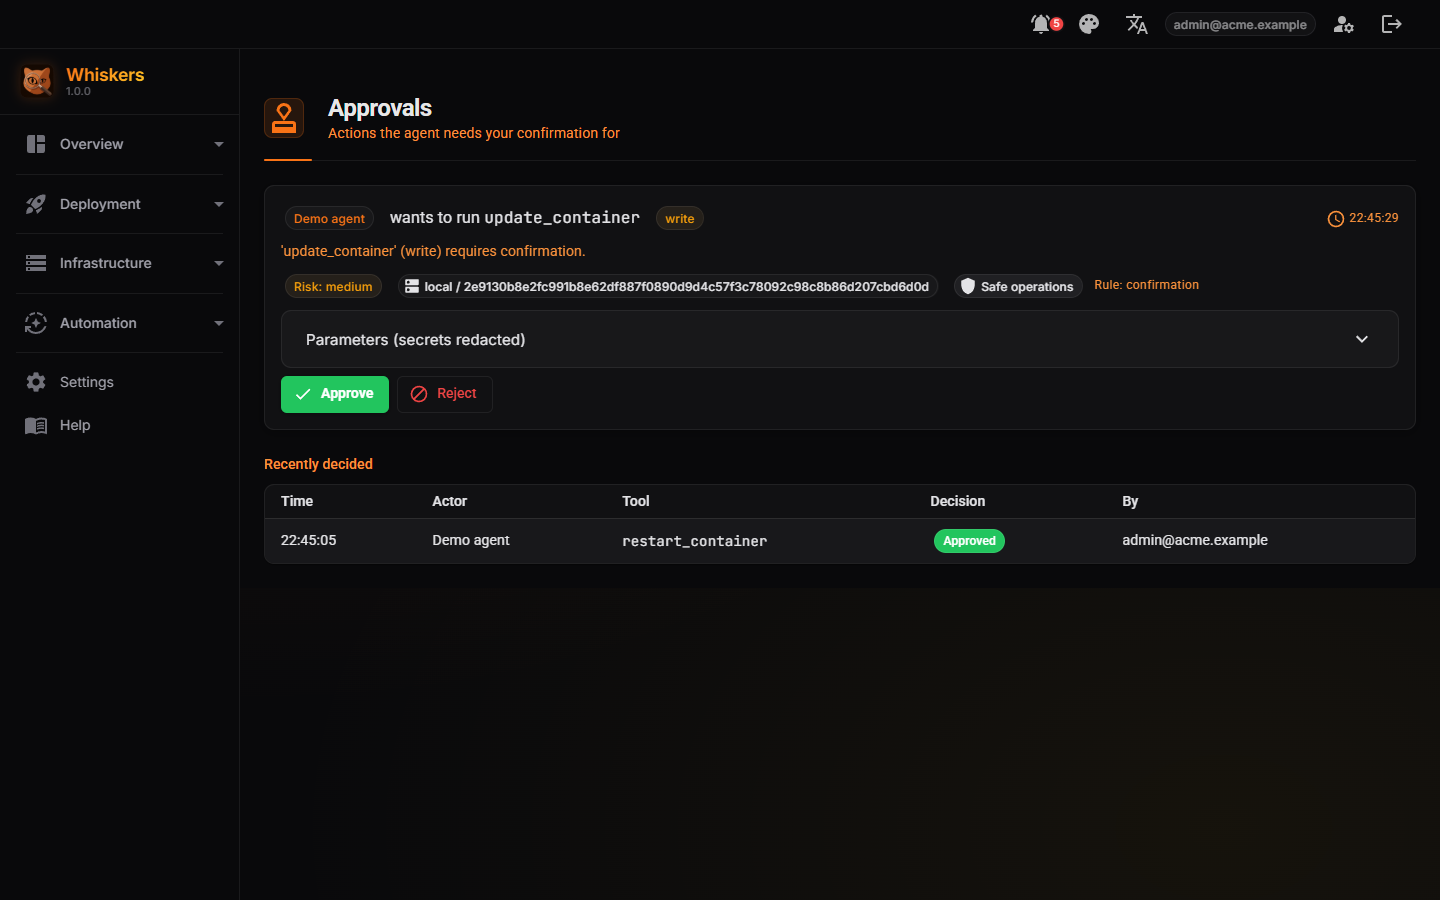 5
admin@acme.example
Whiskers
1.0.0
Overview
Deployment
Infrastructure
Automation
Settings
Help
Approvals
Actions the agent needs your confirmation for
Demo agent wants to run update_container write 22:45:29
'update_container' (write) requires confirmation.
Risk: medium local / 2e9130b8e2fc991b8e62df887f0890d9d4c57f3c78092c98c8b86d207cbd6d0d Safe operations Rule: confirmation
Parameters (secrets redacted)
Approve Reject
Recently decided
Time Actor Tool Decision By
22:45:05 Demo agent restart_container Approved admin@acme.example